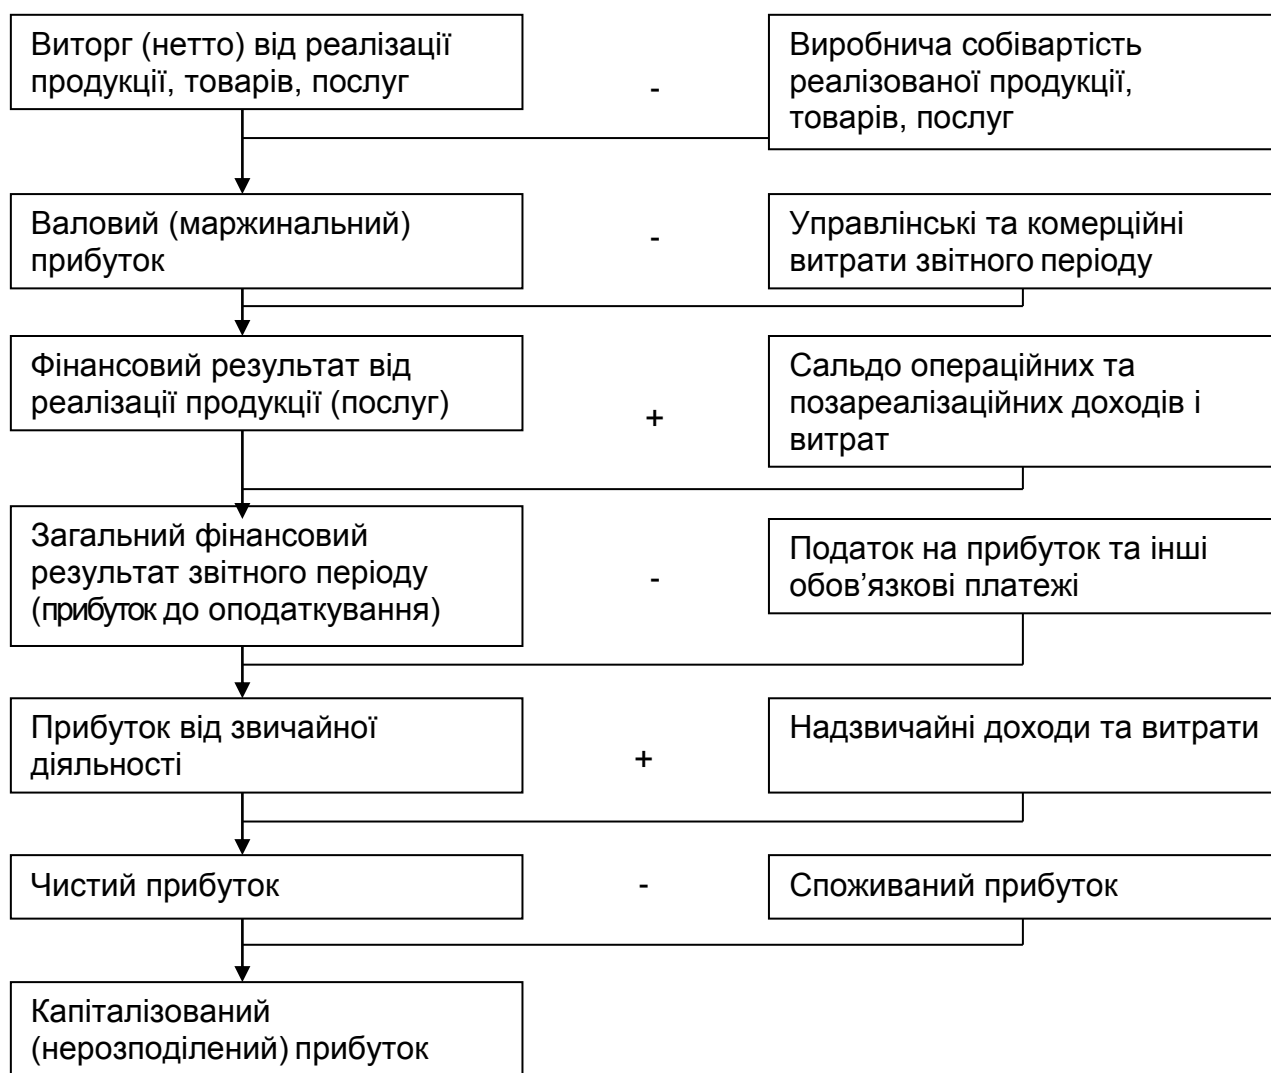 Виторг (нетто) від реалізації
продукції, товарів, послуг
-
Виробнича собівартість
реалізованої продукції,
товарів, послуг
Валовий (маржинальний)
прибуток
-
Управлінські та комерційні
витрати звітного періоду
Фінансовий результат від
реалізації продукції (послуг)
+
Сальдо операційних та
позареалізаційних доходів і
витрат
Загальний фінансовий
результат звітного періоду
(прибуток до оподаткування)
-
Податок на прибуток та інші
обов’язкові платежі
Прибуток від звичайної
діяльності
+
Надзвичайні доходи та витрати
Чистий прибуток
-
Споживаний прибуток
Капіталізований
(нерозподілений) прибуток